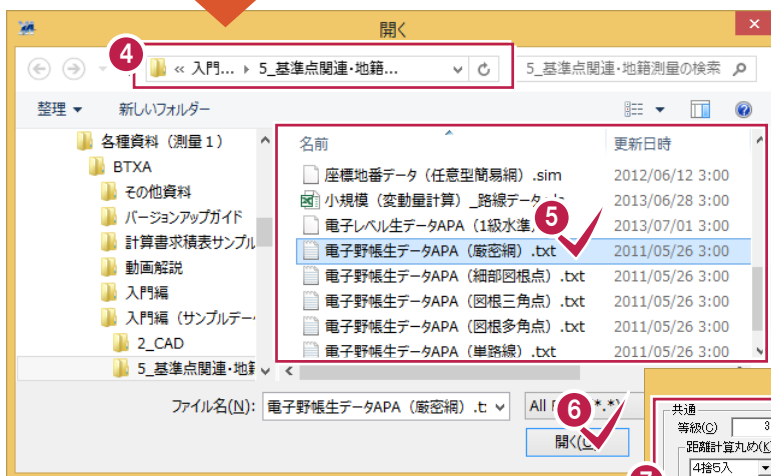 開く
4
« 入門... 5_基準点関連・地籍...
5_基準点関連・地籍測量の検索
整理 新しいフォルダー
各種資料（測量１）
BTXA
その他資料
バージョンアップガイド
計算書求積表サンプル
動画解説
入門編
入門編（サンプルデー
2_CAD
5_基準点関連・地籍
名前 更新日時
座標地番データ（任意型簡易網）.sim 2012/06/12 3:00
小規模（変動量計算）_路線データ 2013/06/28 3:00
電子レベル生データAPA（1級水準 2013/07/01 3:00
5
電子野帳生データAPA（厳密網）.txt 2011/05/26 3:00
電子野帳生データAPA（細部図根点）.txt 2011/05/26 3:00
電子野帳生データAPA（図根三角点）.txt 2011/05/26 3:00
電子野帳生データAPA（図根多角点）.txt 2011/05/26 3:00
電子野帳生データAPA（単路線）.txt 2011/05/26 3:00
ファイル名(N): 電子野帳生データAPA（厳密網）.t All *.*)
6
開く(
共通
等級(C) 3
距離計算丸め(K)
4捨5入
7